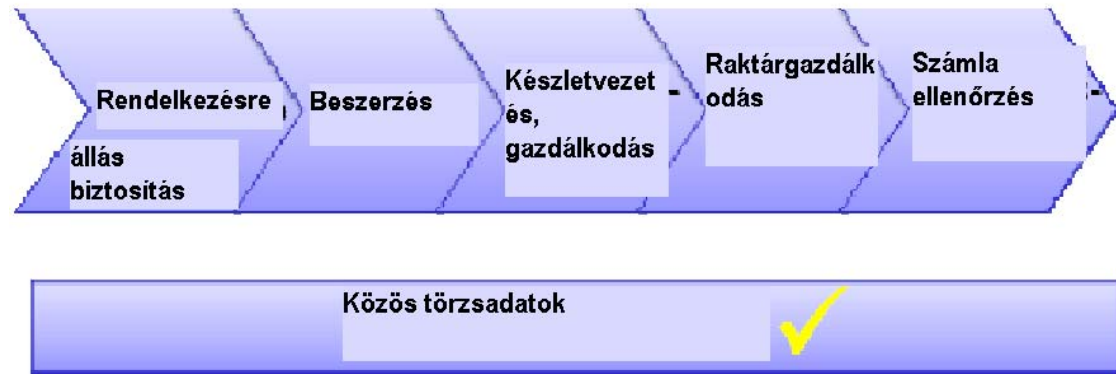 Rendelkezésre
állás
biztosítás
Beszerzés
Készletvezet
és,
gazdálkodás
Raktárgazdálk
odás
Számla
ellenőrzés
Közös törzsadatok